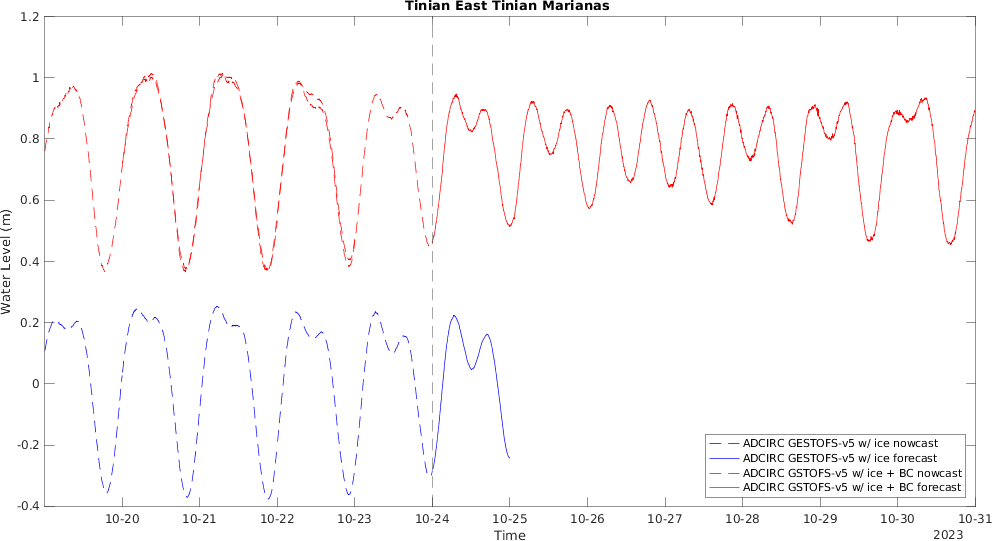 Tinian East Tinian Marianas
1.2
1
0.8
0.6
0.4
0.2
0
-0.2
-0.4
Water Level (m)
ADCIRC GESTOFS-v5 w/ ice nowcast
ADCIRC GESTOFS-v5 w/ ice forecast
ADCIRC GSTOFS-v5 w/ ice + BC nowcast
ADCIRC GSTOFS-v5 w/ ice + BC forecast
10-20 10-21 10-22 10-23 10-24 10-25 10-26 10-27 10-28 10-29 10-30 10-31
Time
2023